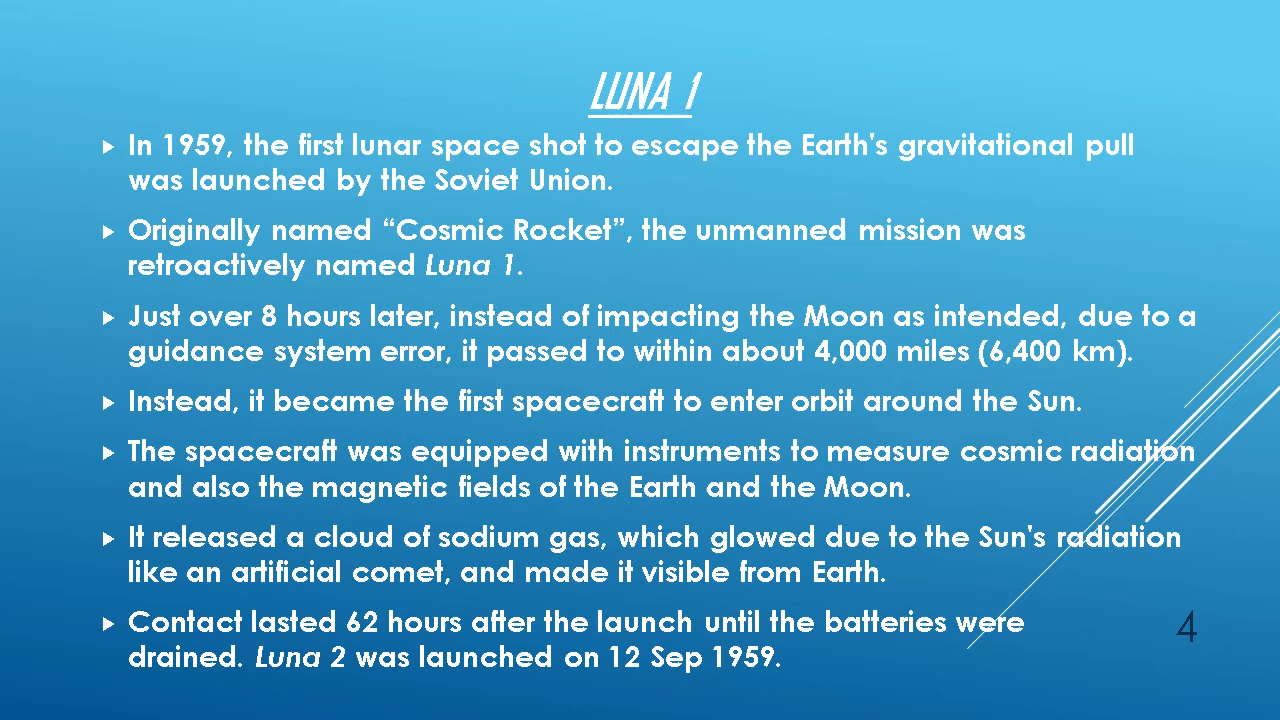 LUNA 1
In 1959, the first lunar space shot to escape the Earth's gravitational pull
was launched by the Soviet Union.
Originally named “Cosmic Rocket”, the unmanned mission was
retroactively named Luna 1.
Just over 8 hours later, instead of impacting the Moon as intended, due to a
guidance system error, it passed to within about 4,000 miles (6,400 km).
Instead, it became the first spacecraft to enter orbit around the Sun.
The spacecraft was equipped with instruments to measure cosmic radiation
and also the magnetic fields of the Earth and the Moon.
It released a cloud of sodium gas, which glowed due to the Sun's radiation
like an artificial comet, and made it visible from Earth.
Contact lasted 62 hours after the launch until the batteries were
drained. Luna 2 was launched on 12 Sep 1959.
4